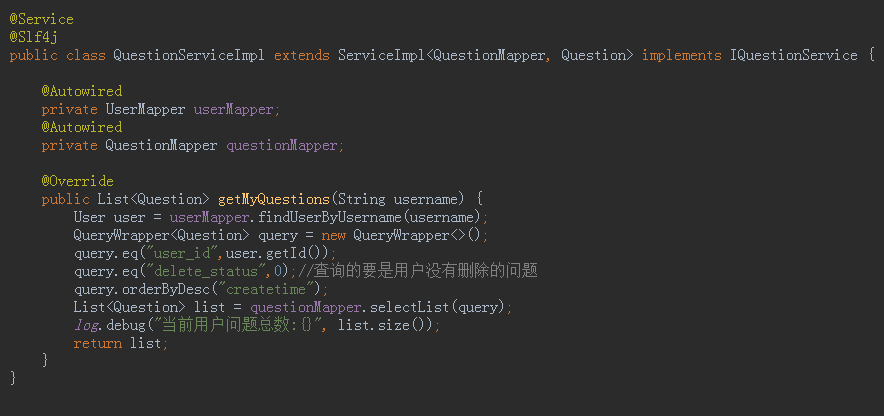 @Service
@Slf4j
public class QuestionServiceImpl extends ServiceImpl<QuestionMapper, Question> implements IQuestionService {
@Autowired
private UserMapper userMapper;
@Autowired
private QuestionMapper questionMapper;
@Override
public List<Question> getMyQuestions(String username) {
User user = userMapper.findUserByUsername(username);
QueryWrapper<Question> query = new QueryWrapper<>();
query.eq("user_id",user.getId());
query.eq("delete_status",0);//查询的要是用户没有删除的问题
query.orderByDesc("createtime");
List<Question> list = questionMapper.selectList(query);
log.debug("当前用户问题总数:{}", list.size());
return list;
}
}